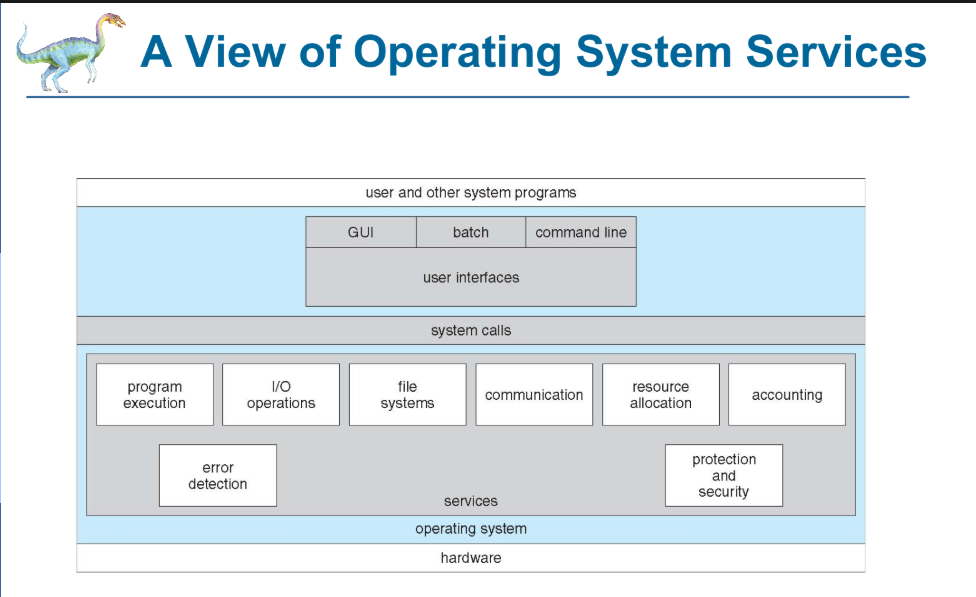 A View of Operating System Services
user and other system programs
GUI
batch
command line
user interfaces
system calls
program
execution
I/O
operations
file
systems
communication
resource
allocation
accounting
error
detection
protection
and
security
services
operating system
hardware